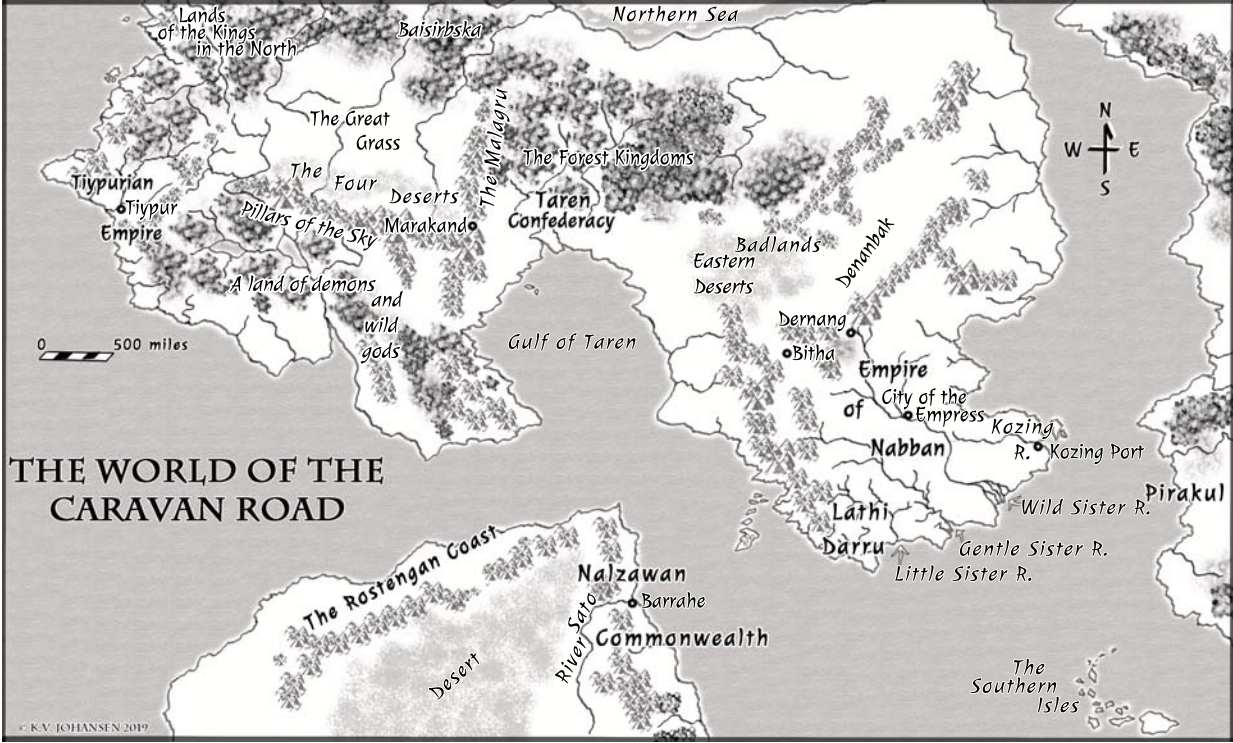 Northern Sea
Lands
of the Kings
in the North
Baisirbska
The Great
Grass
The Malagru
The Forest Kingdoms
N
W E
S
The
Four
Deserts
Tiypurian
Tiypur
Empire
Pillars of the Sky
Marakand
Taren
Confederacy
Badlands
Eastern
Deserts
Denanbak
A land of demons
and
wild
gods
Dernang
Bitha
0 500 miles
Gulf of Taren
Empire
of
Nabban
City of the
Empress
Kozing
R.
Kozing Port
THE WORLD OF THE
CARAVAN ROAD
Pirakul
Wild Sister R.
Lathi
Darru
Gentle Sister R.
Little Sister R.
The Rostengan Coast
Nalzawan
Barrahe
Commonwealth
River Sato
Desert
The
Southern
Isles
© K.V. JOHANSEN 2019